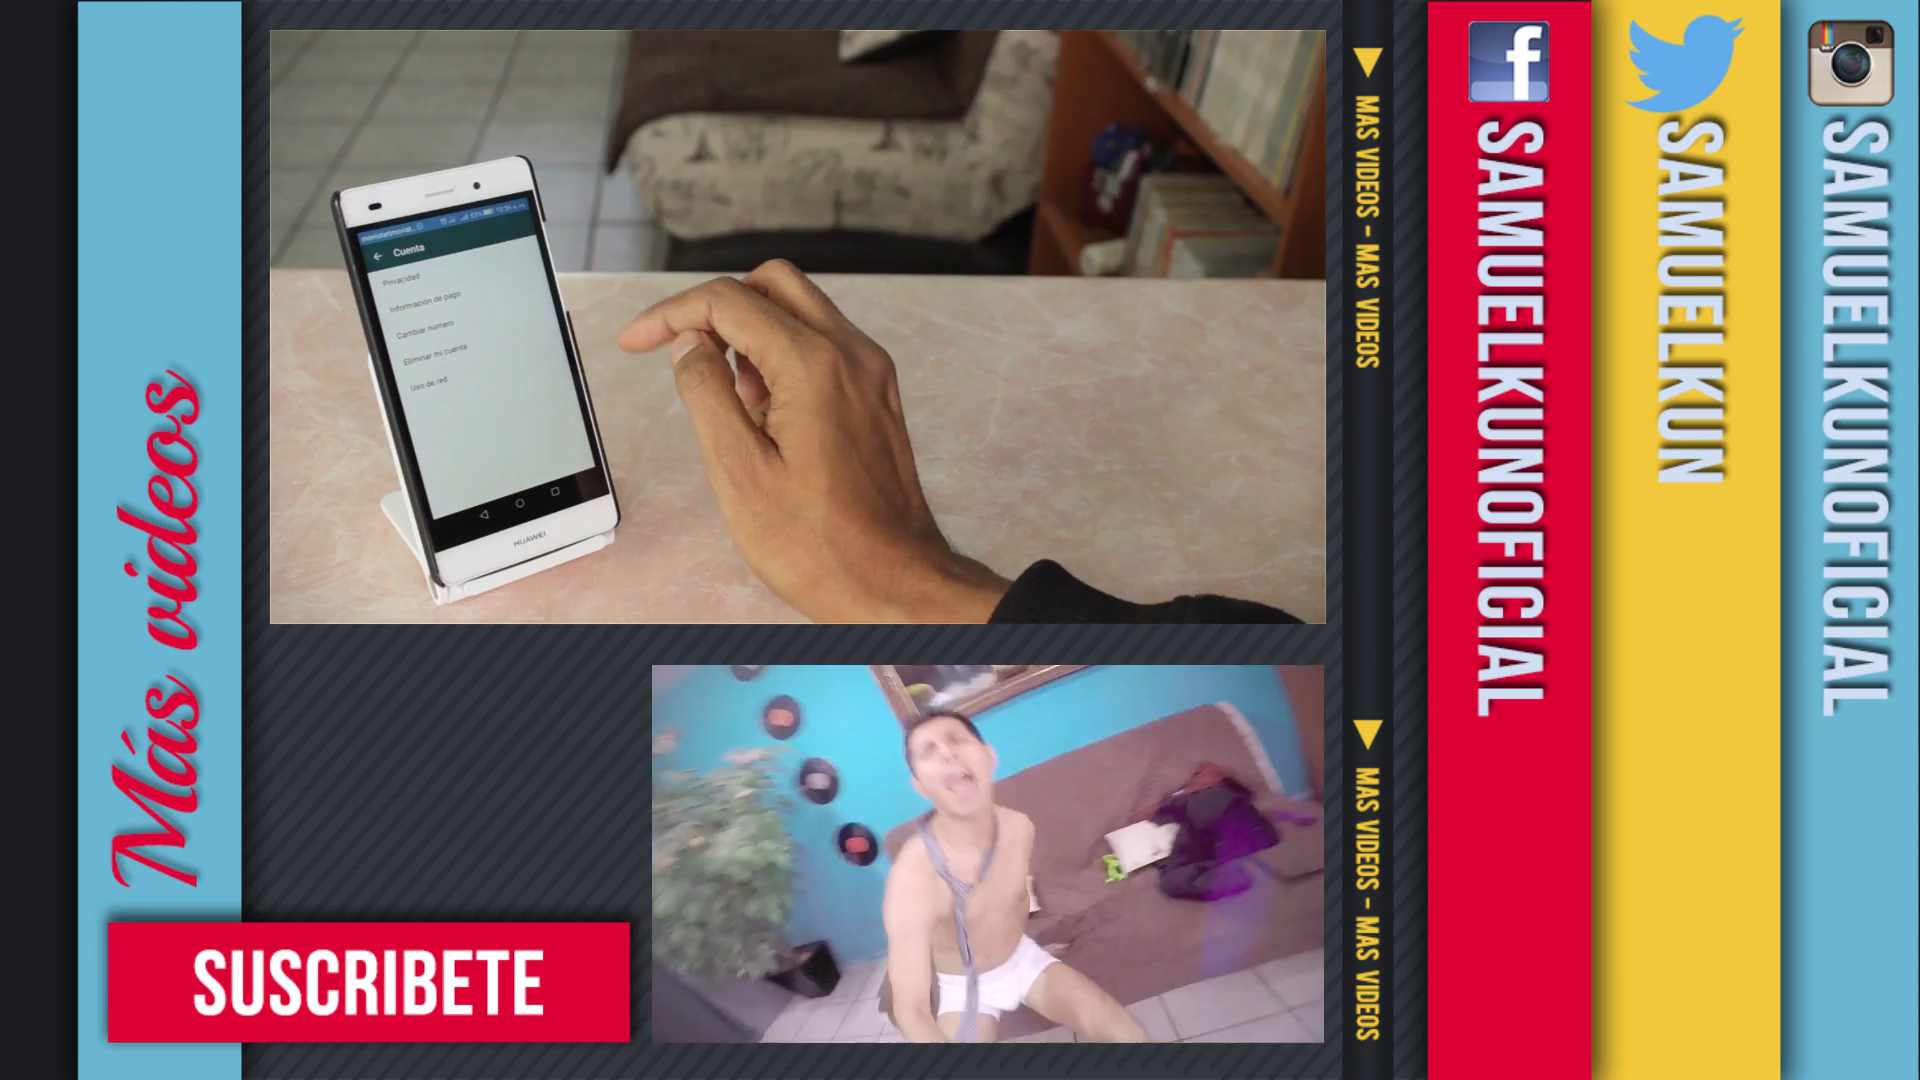 Más videos
SUSCRIBETE
Cuenta
Privacidad
Información de pago
Cambiar número
Eliminar mi cuenta
Uso de red
HUAWEI
MAS VIDEOS - MAS VIDEOS
MAS VIDEOS - MAS VIDEOS
f
SAMUELKUNOFICIAL
SAMUELKUN
SAMUELKUNOFICIAL